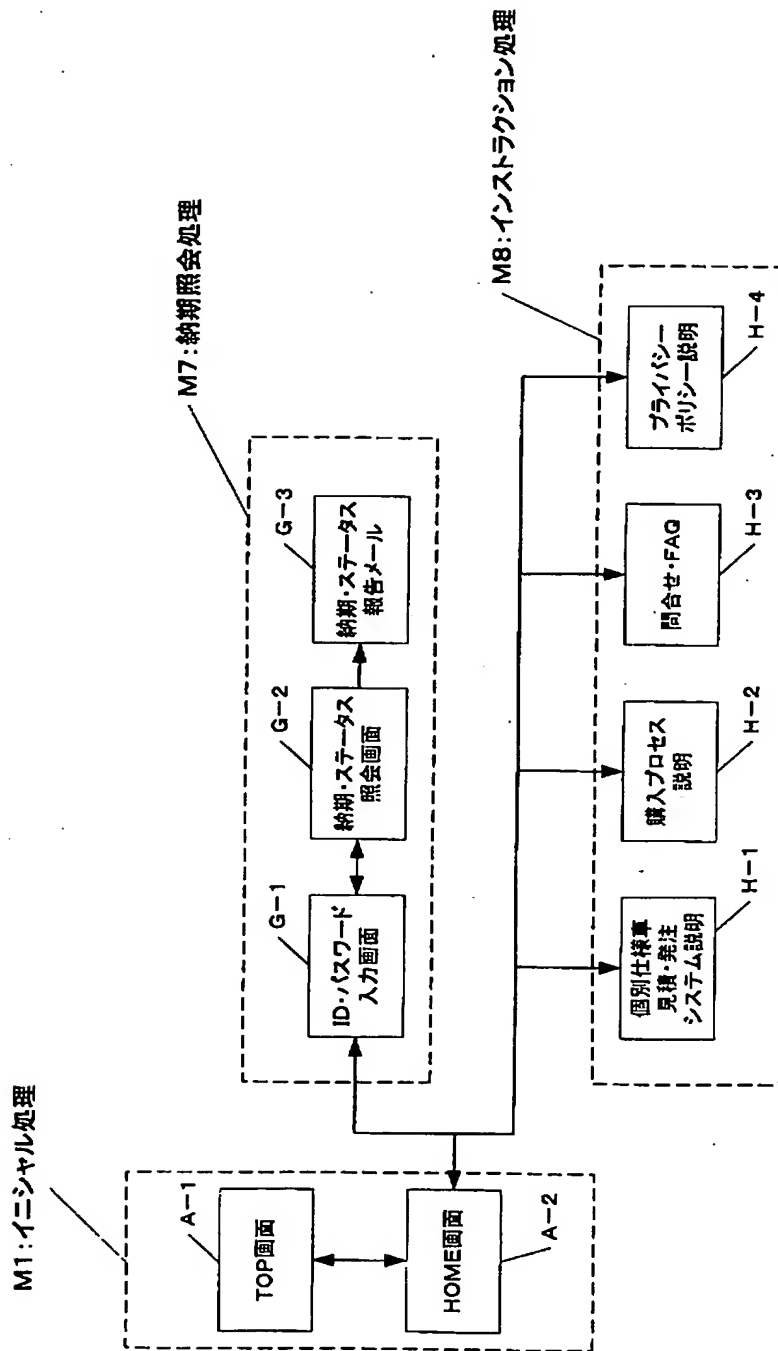 M1:イニシャル処理
A-1
TOP画面
HOME画面
A-2
M7:納期照会処理
G-1
ID・パスワード
入力画面
G-2
納期・ステータス
照会画面
G-3
納期・ステータス
報告メール
M8:インストラクション処理
個別仕様車
見積・発注
システム説明
H-1
購入プロセス
説明
H-2
問合せ・FAQ
H-3
プライバシー
ポリシー説明
H-4